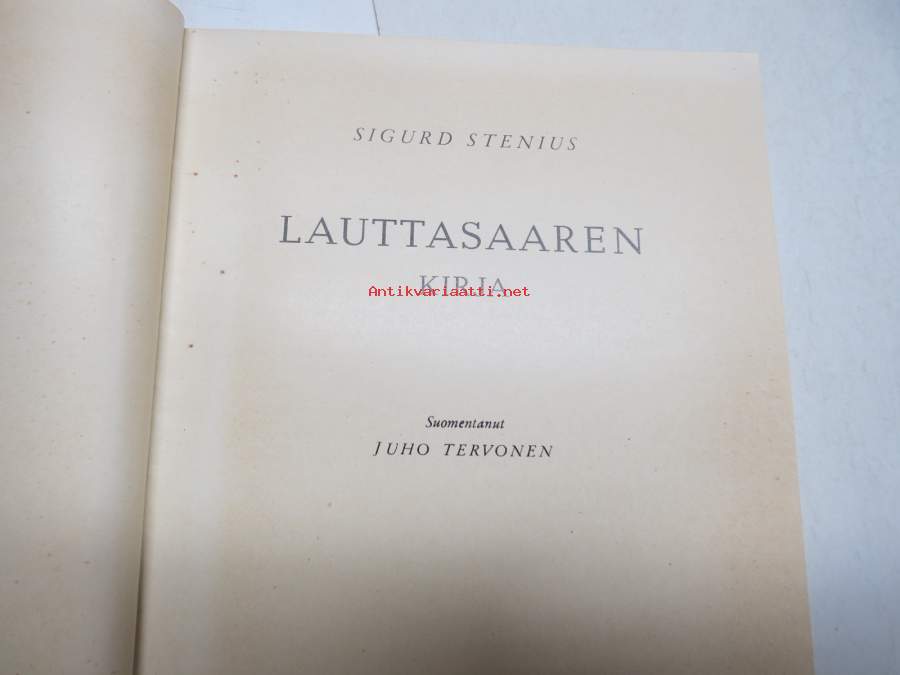 SIGURD STENIUS
LAUTTASAAREN
KIRJA
Antikvariaatti.net
Suomentanut
JUHO TERVONEN